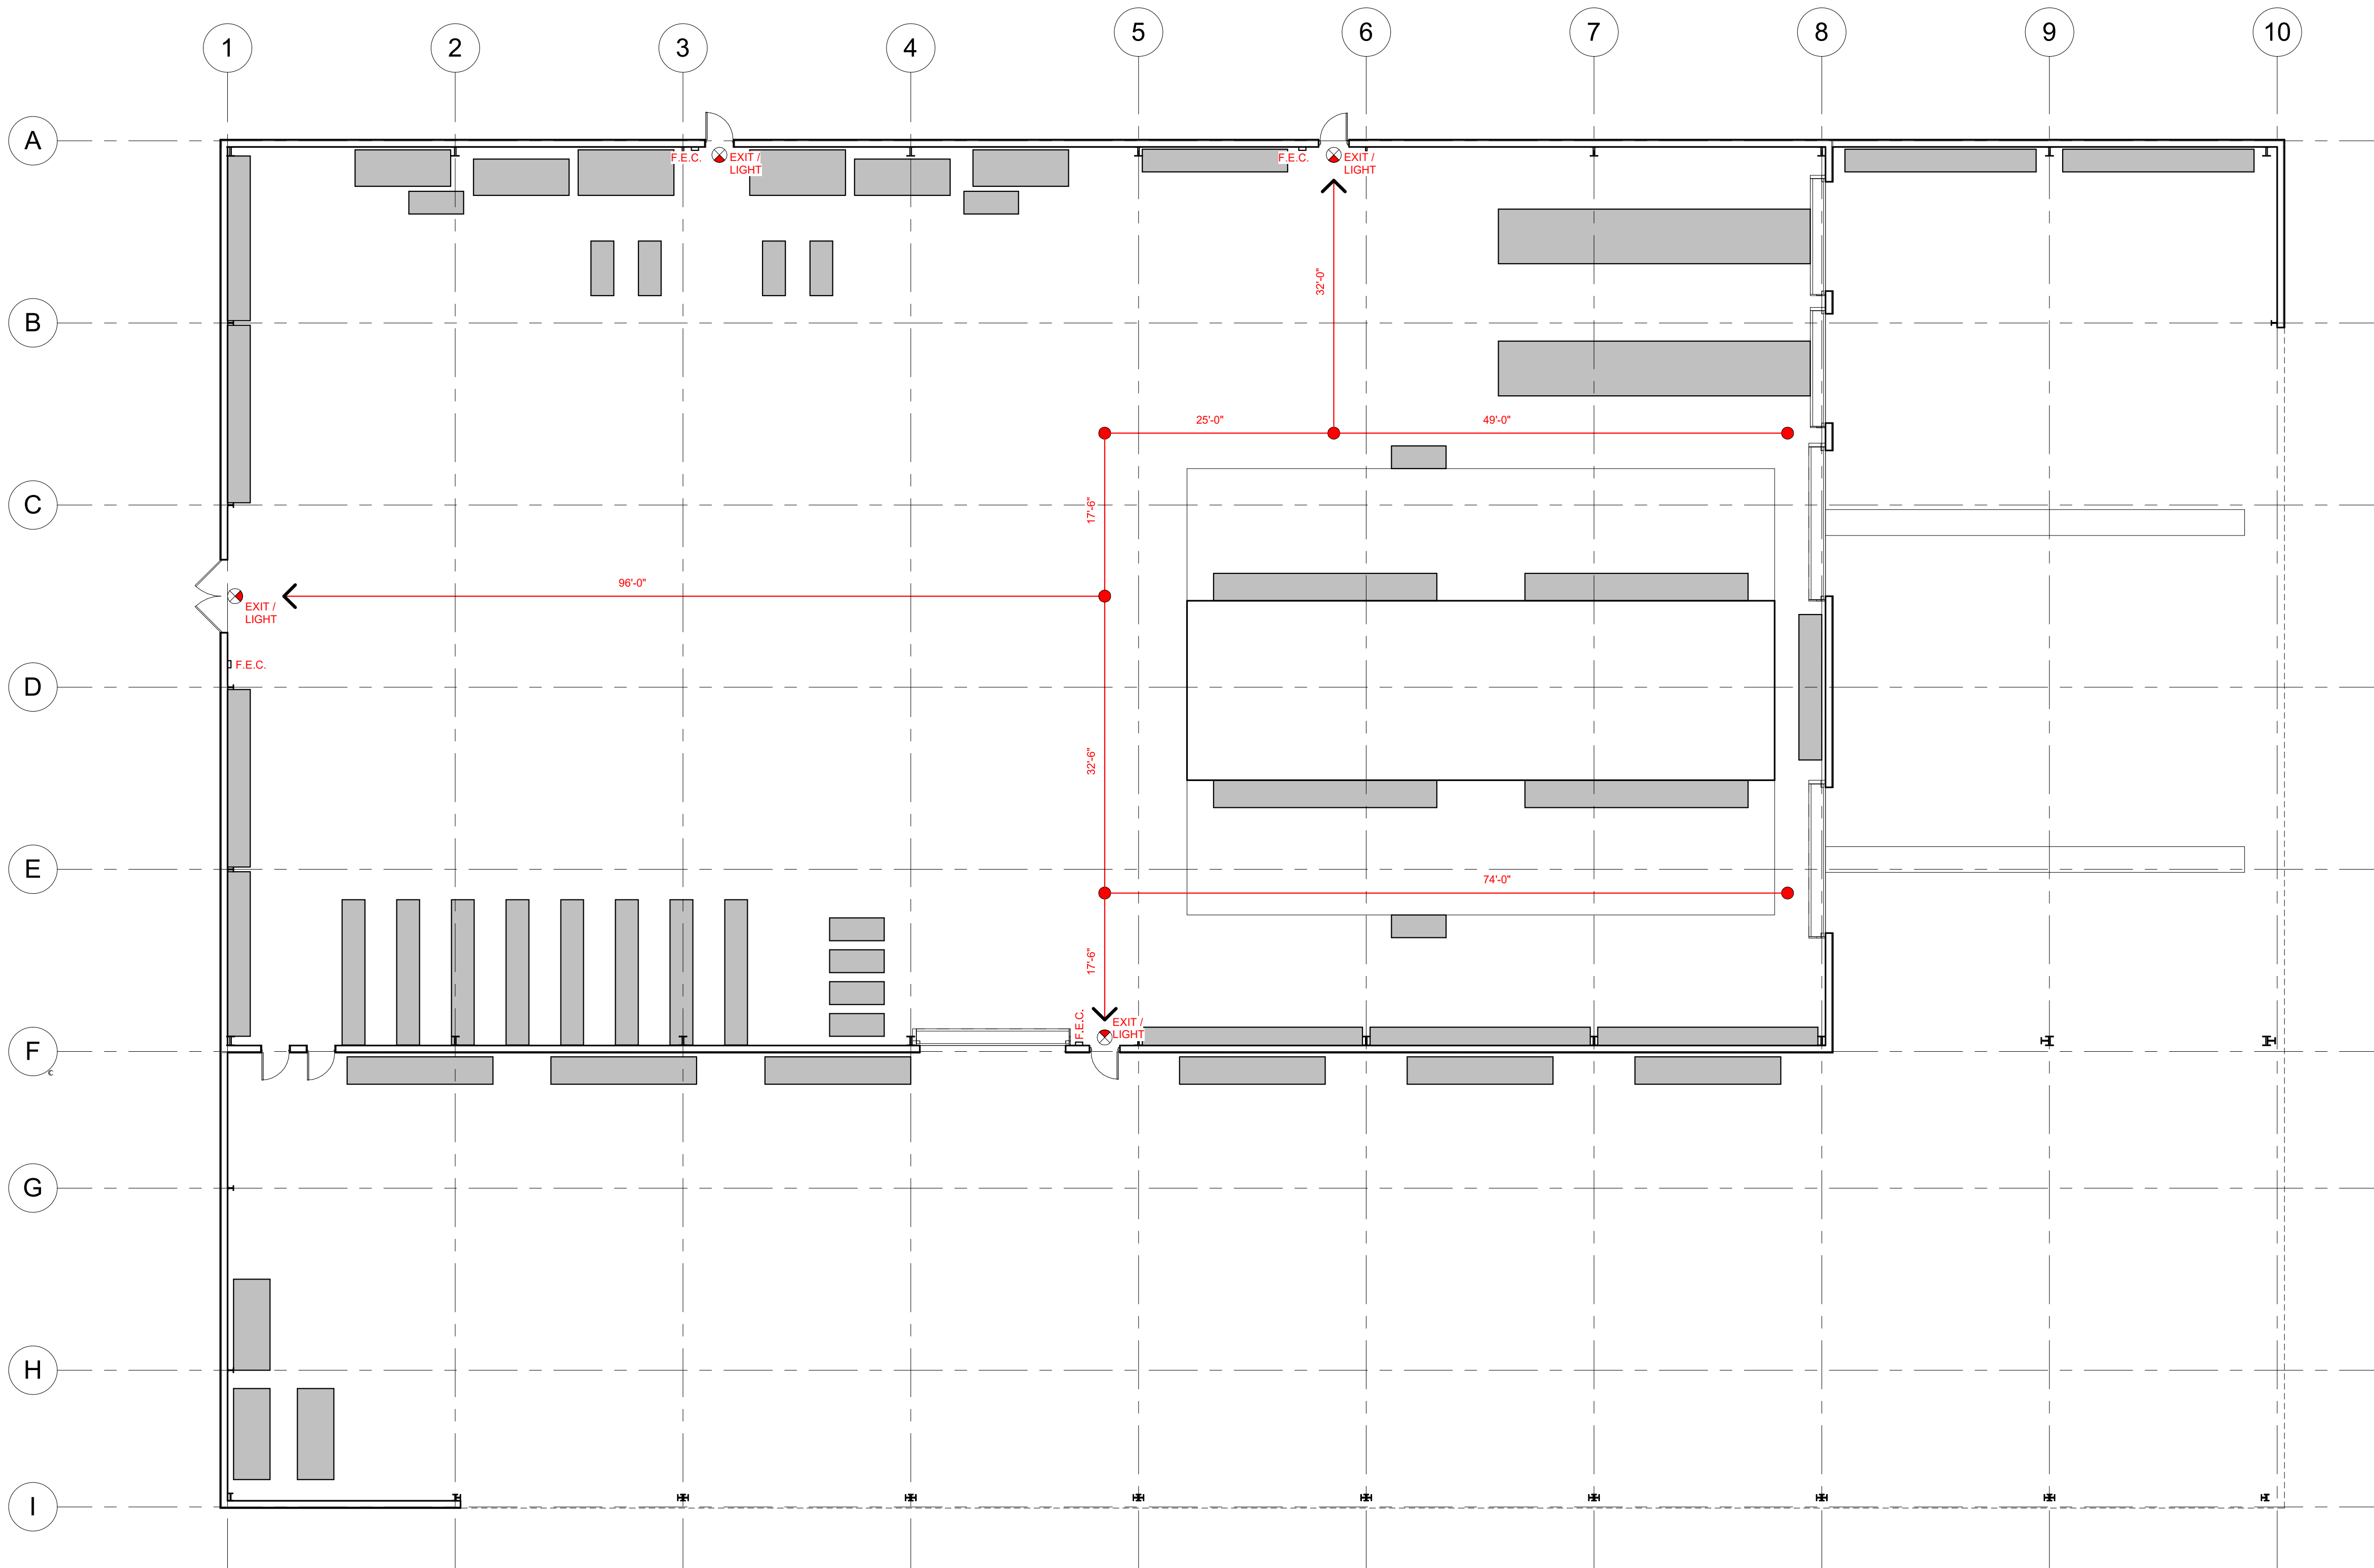 1
2
3
4
5
6
7
8
9
10
A
F.E.C.
EXIT /
LIGHT
F.E.C.
EXIT /
LIGHT
32'-0"
B
25'-0"
49'-0"
C
17'-6"
96'-0"
EXIT /
LIGHT
F.E.C.
D
32'-6"
E
74'-0"
17'-6"
F.E.C.
EXIT /
LIGHT
F
c
G
H
I